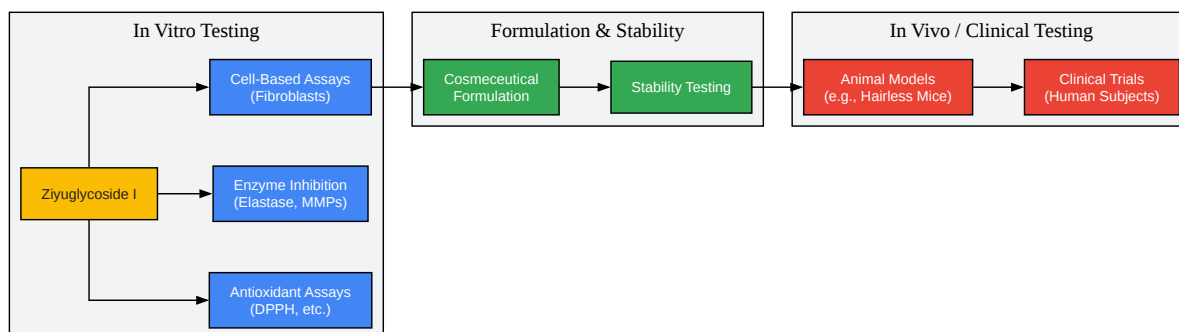 In Vitro Testing
Formulation & Stability
In Vivo / Clinical Testing
Cell-Based Assays
(Fibroblasts)
Cosmeceutical
Formulation
Stability Testing
Animal Models
(e.g., Hairless Mice)
Clinical Trials
(Human Subjects)
Ziyuglycoside I
Enzyme Inhibition
(Elastase, MMPs)
Antioxidant Assays
(DPPH, etc.)